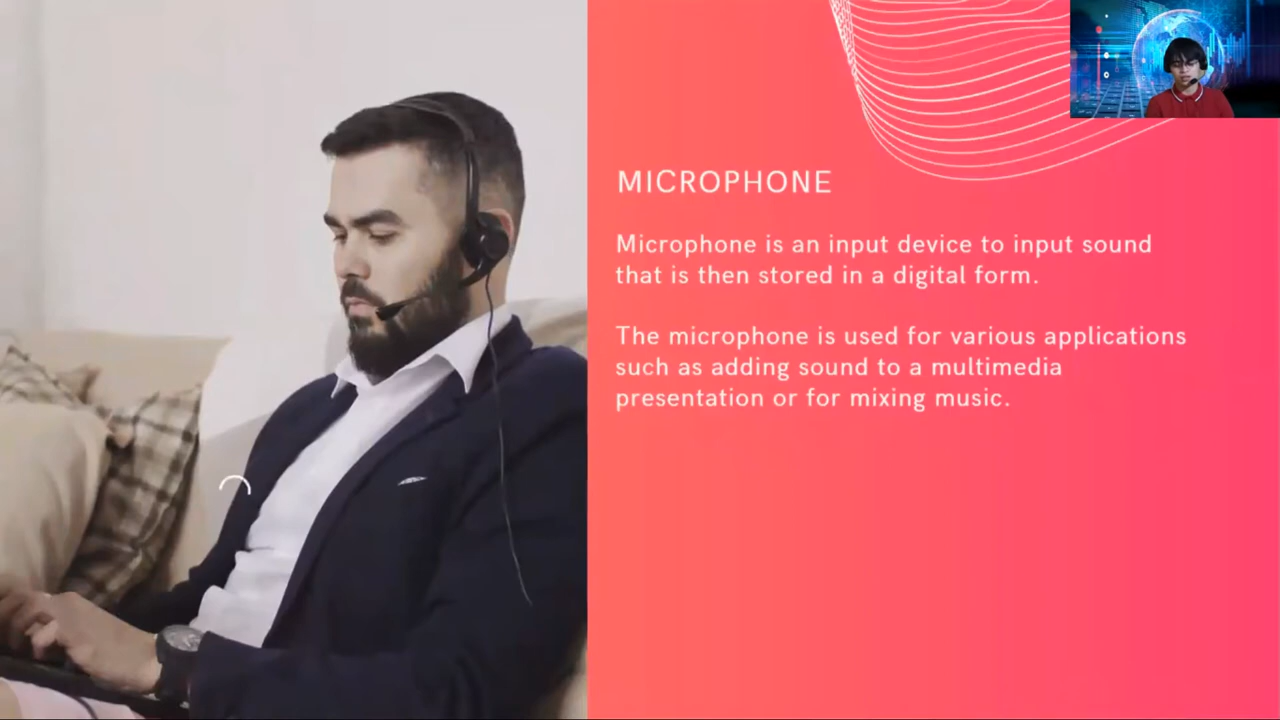 MICROPHONE
Microphone is an input device to input sound
that is then stored in a digital form.
The microphone is used for various applications
such as adding sound to a multimedia
presentation or for mixing music.